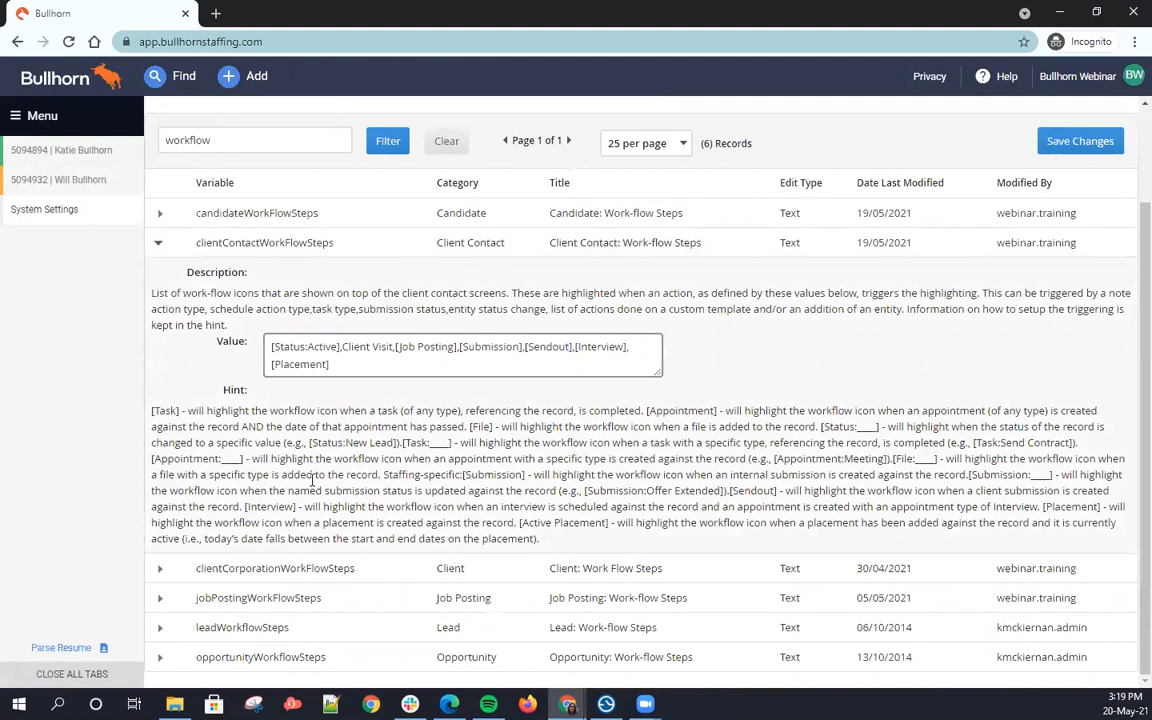 Bullhorn
app.bullhornstaffing.com
Incognito
Bullhorn
Find
Add
Privacy
Help
Bullhorn Webinar
BW
Menu
5094894 | Katie Bullhorn
5094932 | Will Bullhorn
System Settings
workflow
Filter
Clear
Page 1 of 1
25 per page
(6) Records
Save Changes
Variable Category Title Edit Type Date Last Modified Modified By
candidateWorkFlowSteps Candidate Candidate: Work-flow Steps Text 19/05/2021 webinar.training
clientContactWorkFlowSteps Client Contact Client Contact: Work-flow Steps Text 19/05/2021 webinar.training
Description:
List of work-flow icons that are shown on top of the client contact screens. These are highlighted when an action, as defined by these values below, triggers the highlighting. This can be triggered by a note
action type, schedule action type,task type,submission status,entity status change, list of actions done on a custom template and/or an addition of an entity. Information on how to setup the triggering is
kept in the hint.
Value:
[Status:Active],Client Visit,[Job Posting],[Submission],[Sendout],[Interview],
[Placement]
Hint:
[Task] - will highlight the workflow icon when a task (of any type), referencing the record, is completed. [Appointment] - will highlight the workflow icon when an appointment (of any type) is created
against the record AND the date of that appointment has passed. [File] - will highlight the workflow icon when a file is added to the record. [Status:____] - will highlight when the status of the record is
changed to a specific value (e.g., [Status:New Lead]).[Task:____] - will highlight the workflow icon when a task with a specific type, referencing the record, is completed (e.g., [Task:Send Contract]).
[Appointment:____] - will highlight the workflow icon when an appointment with a specific type is created against the record (e.g., [Appointment:Meeting]).[File:____] - will highlight the workflow icon when
a file with a specific type is added to the record. Staffing-specific:[Submission] - will highlight the workflow icon when an internal submission is created against the record.[Submission:____] - will highlight
the workflow icon when the named submission status is updated against the record (e.g., [Submission:Offer Extended]).[Sendout] - will highlight the workflow icon when a client submission is created
against the record. [Interview] - will highlight the workflow icon when an interview is scheduled against the record and an appointment is created with an appointment type of Interview. [Placement] - will
highlight the workflow icon when a placement is created against the record. [Active Placement] - will highlight the workflow icon when a placement has been added against the record and it is currently
active (i.e., today's date falls between the start and end dates on the placement).
clientCorporationWorkFlowSteps Client Client: Work Flow Steps Text 30/04/2021 webinar.training
jobPostingWorkFlowSteps Job Posting Job Posting: Work-flow Steps Text 05/05/2021 webinar.training
leadWorkflowSteps Lead Lead: Work-flow Steps Text 06/10/2014 kmckiernan.admin
opportunityWorkflowSteps Opportunity Opportunity: Work-flow Steps Text 13/10/2014 kmckiernan.admin
Parse Resume
CLOSE ALL TABS
3:19 PM
20-May-21